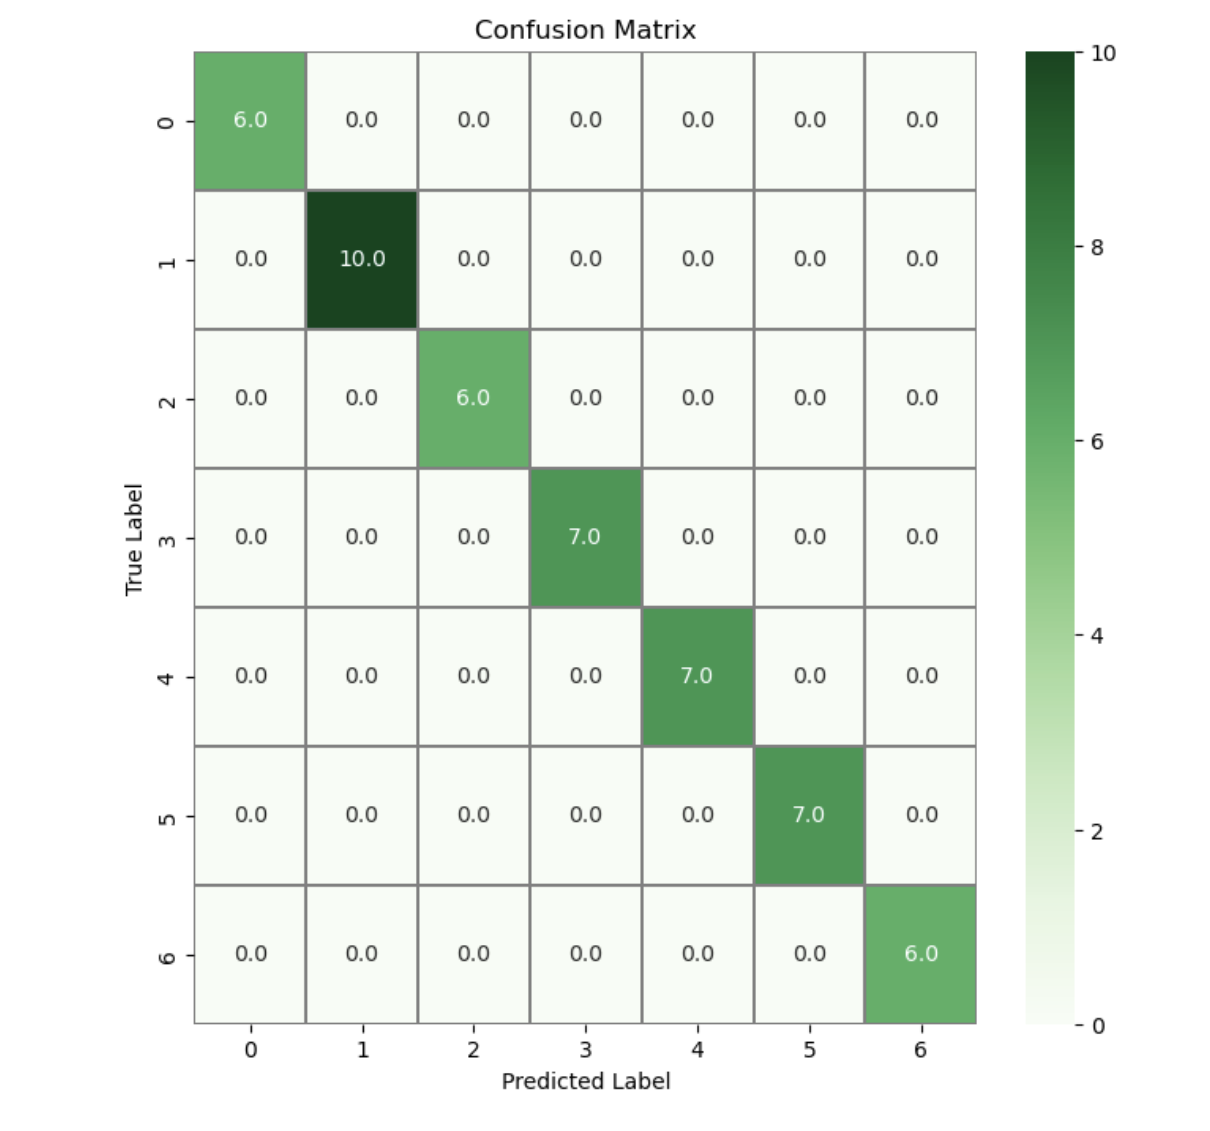 Confusion Matrix
0 6.0 0.0 0.0 0.0 0.0 0.0 0.0
1 0.0 10.0 0.0 0.0 0.0 0.0 0.0
2 0.0 0.0 6.0 0.0 0.0 0.0 0.0
3 0.0 0.0 0.0 7.0 0.0 0.0 0.0
4 0.0 0.0 0.0 0.0 7.0 0.0 0.0
5 0.0 0.0 0.0 0.0 0.0 7.0 0.0
6 0.0 0.0 0.0 0.0 0.0 0.0 6.0
True Label
0 1 2 3 4 5 6
Predicted Label
10
8
6
4
2
0